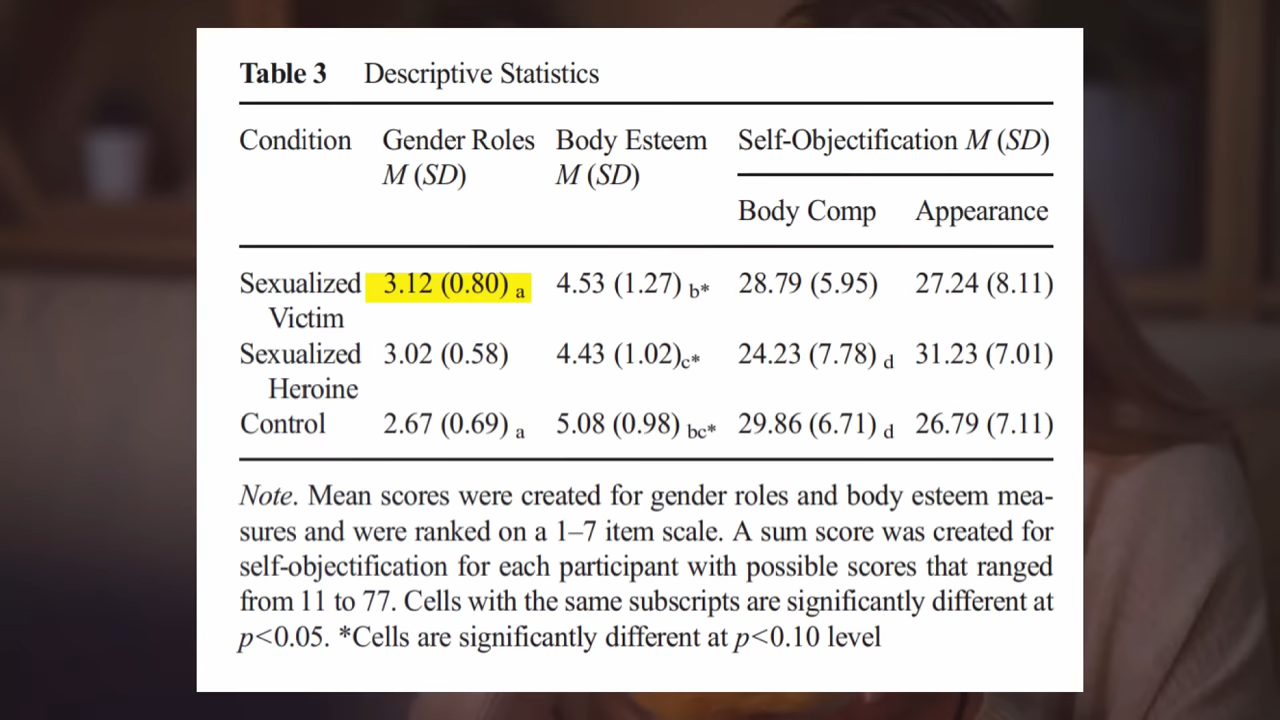 Table 3 Descriptive Statistics
Condition Gender Roles Body Esteem Self-Objectification M (SD)
M (SD) M (SD)
Body Comp Appearance
Sexualized 3.12 (0.80) a 4.53 (1.27) b* 28.79 (5.95) 27.24 (8.11)
Victim
Sexualized 3.02 (0.58) 4.43 (1.02)c* 24.23 (7.78) d 31.23 (7.01)
Heroine
Control 2.67 (0.69) a 5.08 (0.98) bc* 29.86 (6.71) d 26.79 (7.11)
Note. Mean scores were created for gender roles and body esteem mea-
sures and were ranked on a 1–7 item scale. A sum score was created for
self-objectification for each participant with possible scores that ranged
from 11 to 77. Cells with the same subscripts are significantly different at
p<0.05. *Cells are significantly different at p<0.10 level